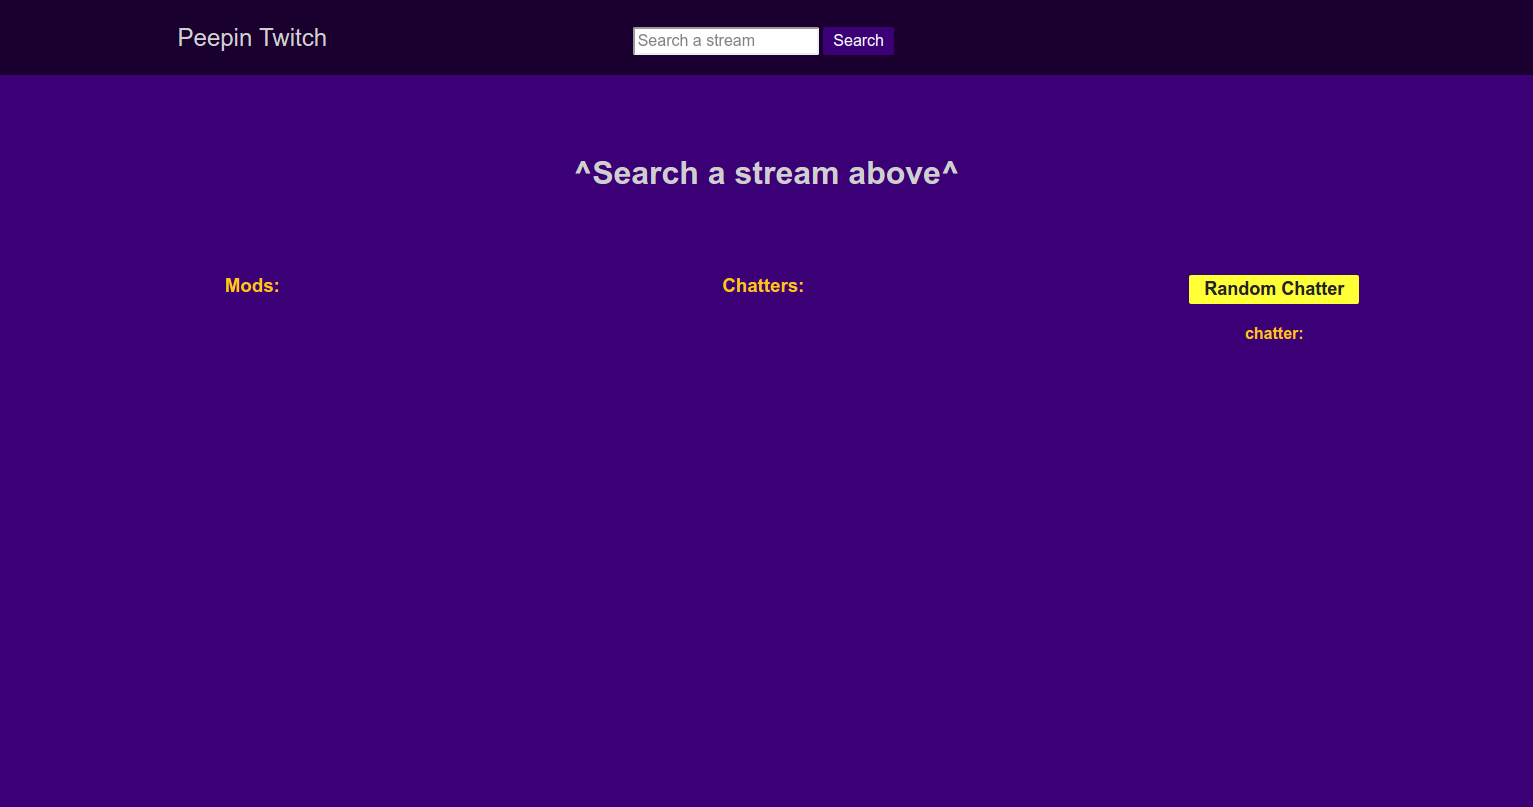 Peepin Twitch
Search a stream Search
^Search a stream above^
Mods:
Chatters:
Random Chatter
chatter: